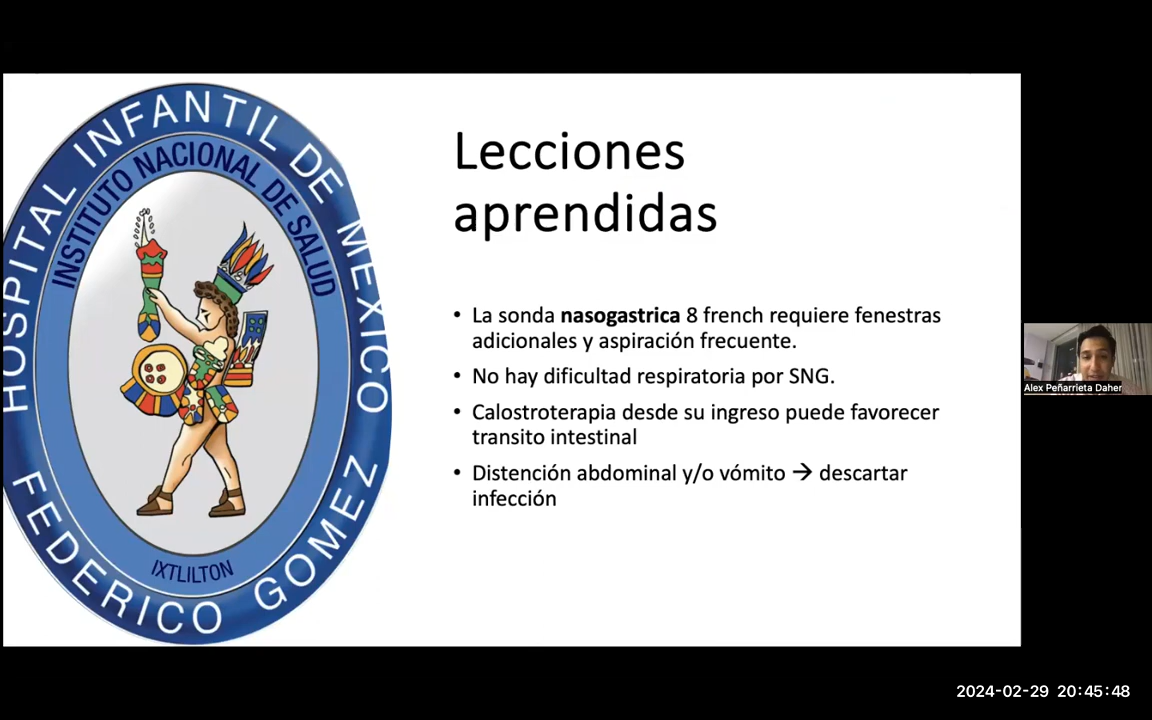 HOSPITAL INFANTIL DE MEXICO
INSTITUTO NACIONAL DE SALUD
IXTLILTON
FEDERICO GOMEZ
Lecciones
aprendidas
• La sonda nasogastrica 8 french requiere fenestras
adicionales y aspiración frecuente.
• No hay dificultad respiratoria por SNG.
• Calostroterapia desde su ingreso puede favorecer
transito intestinal
• Distención abdominal y/o vómito → descartar
infección
Alex Peñarrieta Daher
2024-02-29 20:45:48